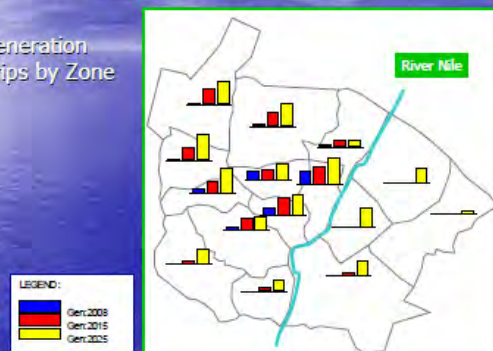 eneration
ips by Zone
River Nile
LEGEND:
Gen:2008
Gen:2015
Gen:2025